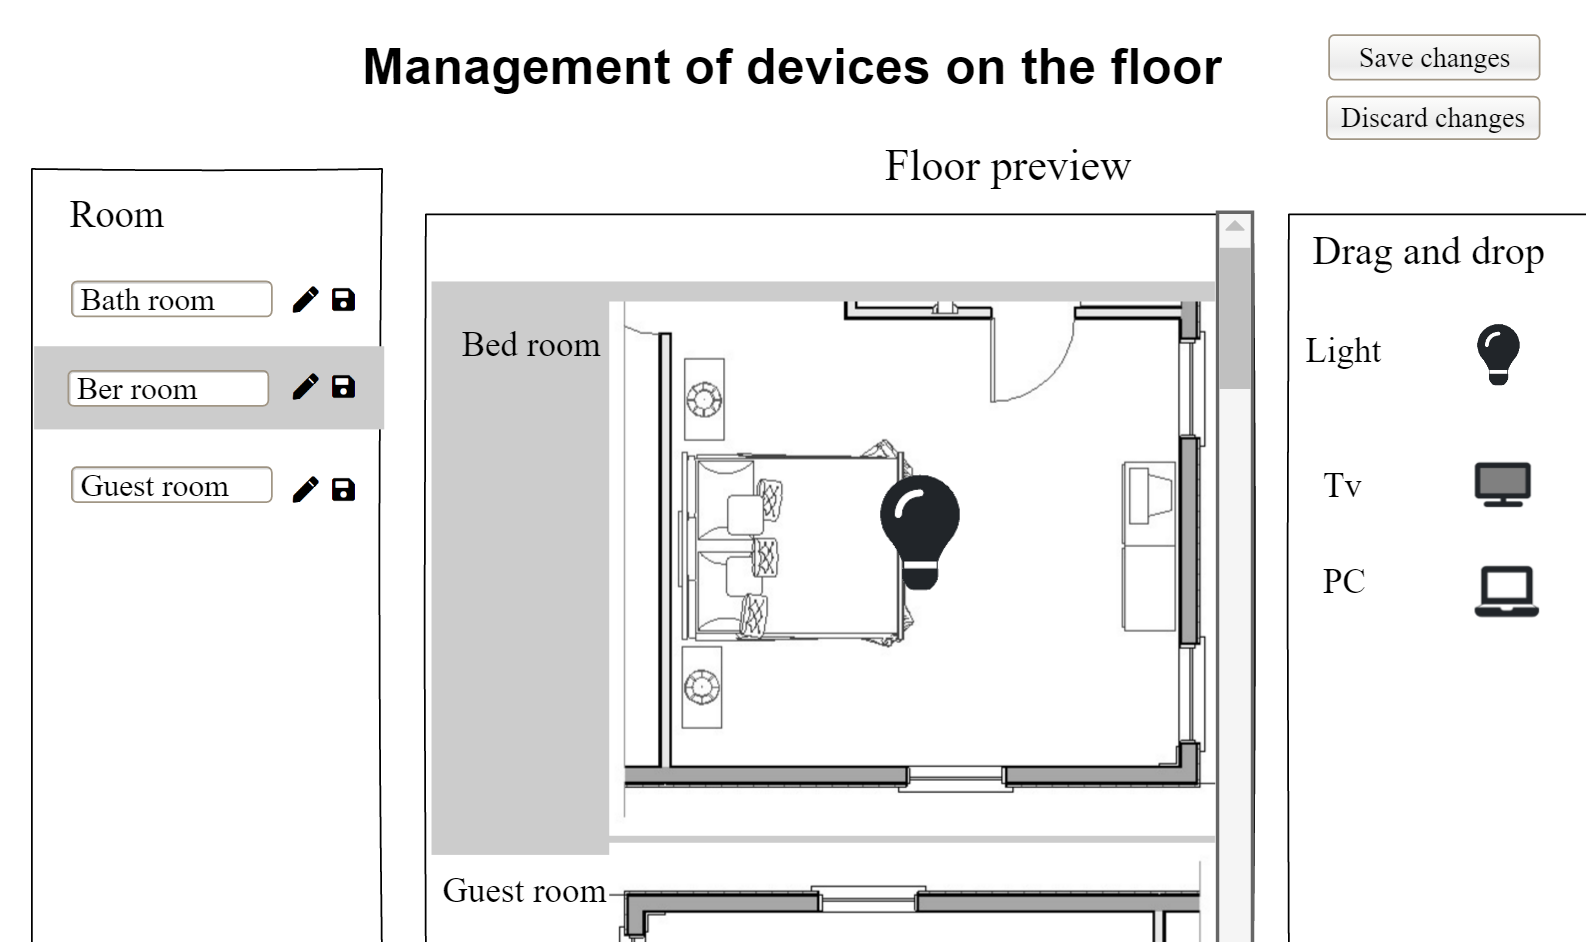 Management of devices on the floor
Save changes
Discard changes
Floor preview
Room
Bath room
Ber room
Guest room
Bed room
Guest room
Drag and drop
Light
Tv
PC